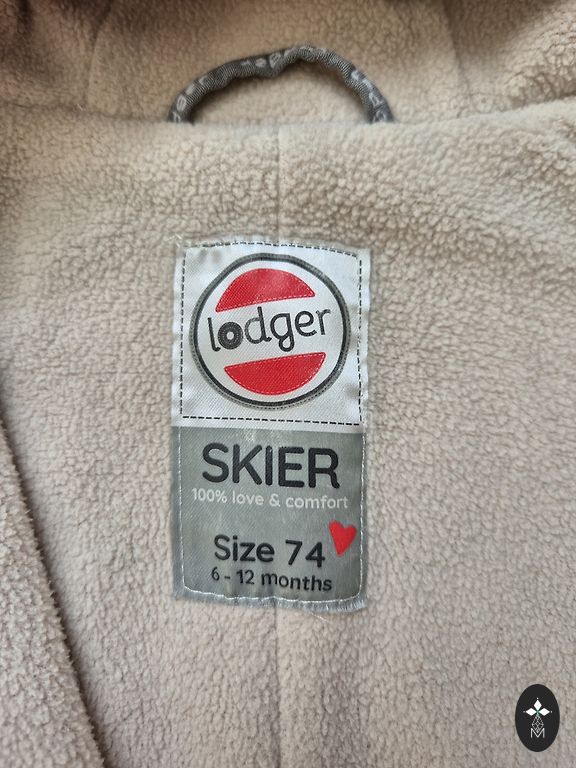 lodger
SKIER
100% love & comfort
Size 74
6 - 12 months
M